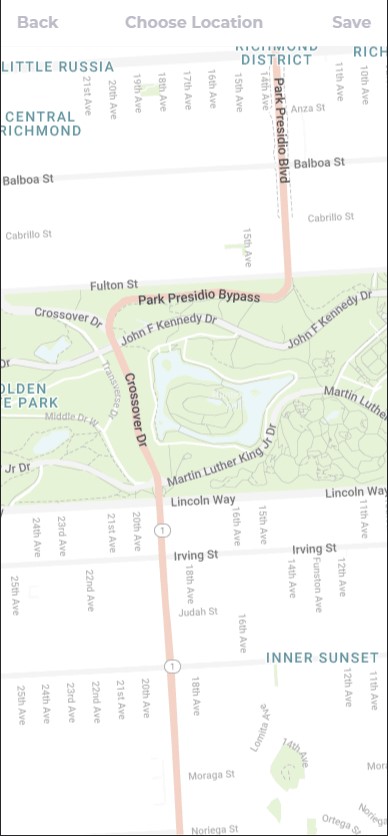 Back
Choose Location
Save
RICHMOND
DISTRICT
LITTLE RUSSIA
21st Ave
20th Ave
19th Ave
18th Ave
17th Ave
16th Ave
15th Ave
14th Ave
Park Presidio Blvd
11th Ave
10th Ave
Anza St
CENTRAL
RICHMOND
Balboa St
Balboa St
Cabrillo St
Cabrillo St
15th Ave
Fulton St
Park Presidio Bypass
Crossover Dr
John F Kennedy Dr
John F Kennedy Dr
Transverse Dr
Crossover Dr
Middle Dr W
Jr Dr
Martin Luther King Jr Dr
Martin Luther
Lincoln Way
Lincoln Way
24th Ave
23rd Ave
21st Ave
20th Ave
16th Ave
15th Ave
11th Ave
1
Irving St
Irving St
25th Ave
22nd Ave
18th Ave
14th Ave
Funston Ave
12th Ave
Judah St
16th Ave
INNER SUNSET
1
25th Ave
24th Ave
23rd Ave
22nd Ave
21st Ave
20th Ave
18th Ave
12th Ave
11th Ave
Lomita Ave
14th Ave
Moraga St
Noriega St
Ortega St